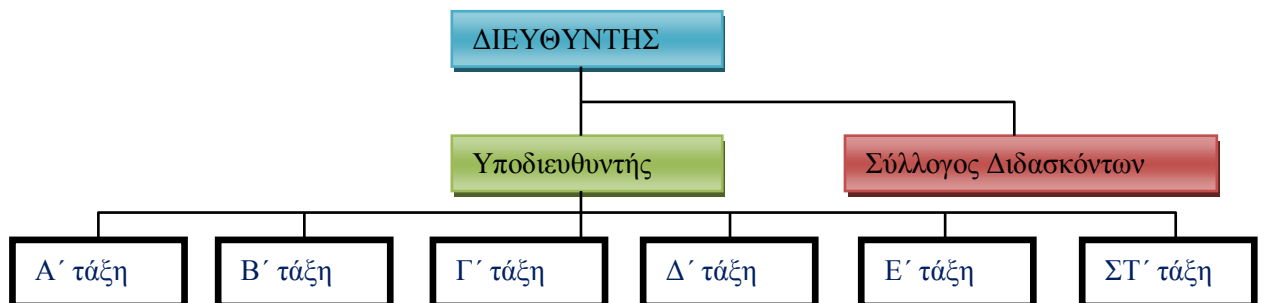 ΔΙΕΥΘΥΝΤΗΣ
Υποδιευθυντής
Σύλλογος Διδασκόντων
Α΄ τάξη
Β΄ τάξη
Γ΄ τάξη
Δ΄ τάξη
Ε΄ τάξη
ΣΤ΄ τάξη